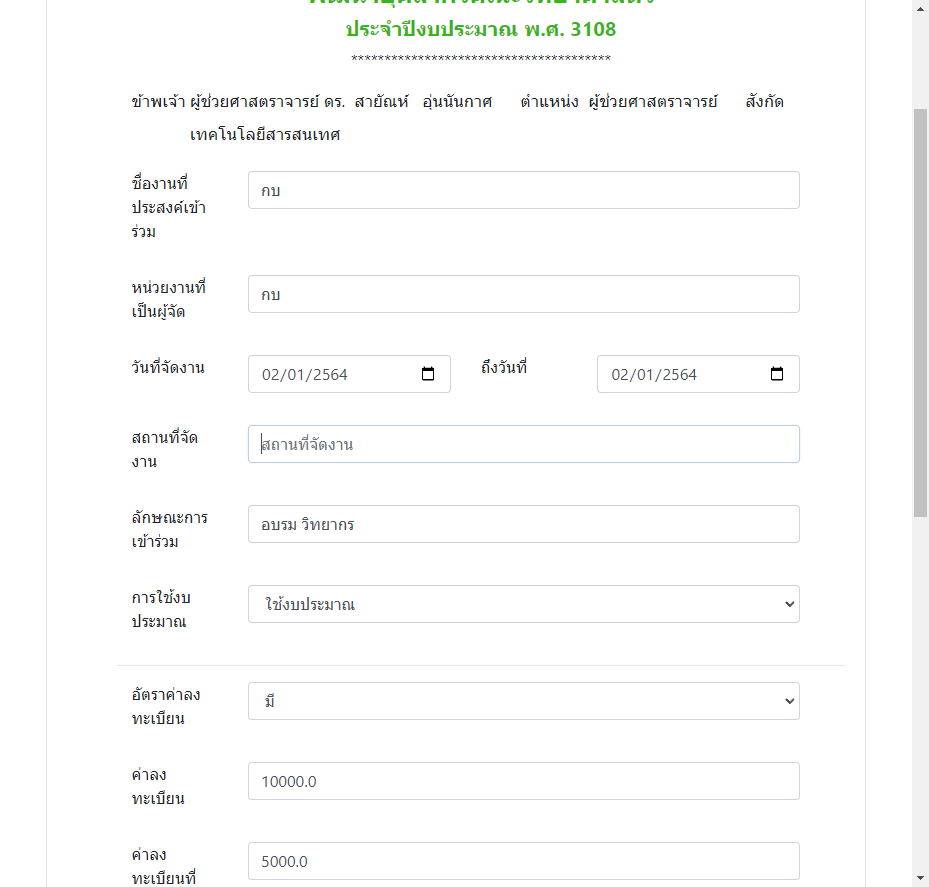 ประจำปีงบประมาณ พ.ศ. 3108
***************************************
ข้าพเจ้า ผู้ช่วยศาสตราจารย์ ดร. สายัณห์ อุ่นนันกาศ ตำแหน่ง ผู้ช่วยศาสตราจารย์ สังกัด
เทคโนโลยีสารสนเทศ
ชื่องานที่
ประสงค์เข้า
ร่วม
กบ
หน่วยงานที่
เป็นผู้จัด
กบ
วันที่จัดงาน 02/01/2564 ถึงวันที่ 02/01/2564
สถานที่จัด
งาน
สถานที่จัดงาน
ลักษณะการ
เข้าร่วม
อบรม วิทยากร
การใช้งบ
ประมาณ
ใช้งบประมาณ
อัตราค่าลง
ทะเบียน
มี
ค่าลง
ทะเบียน
10000.0
ค่าลง
ทะเบียนที่
5000.0